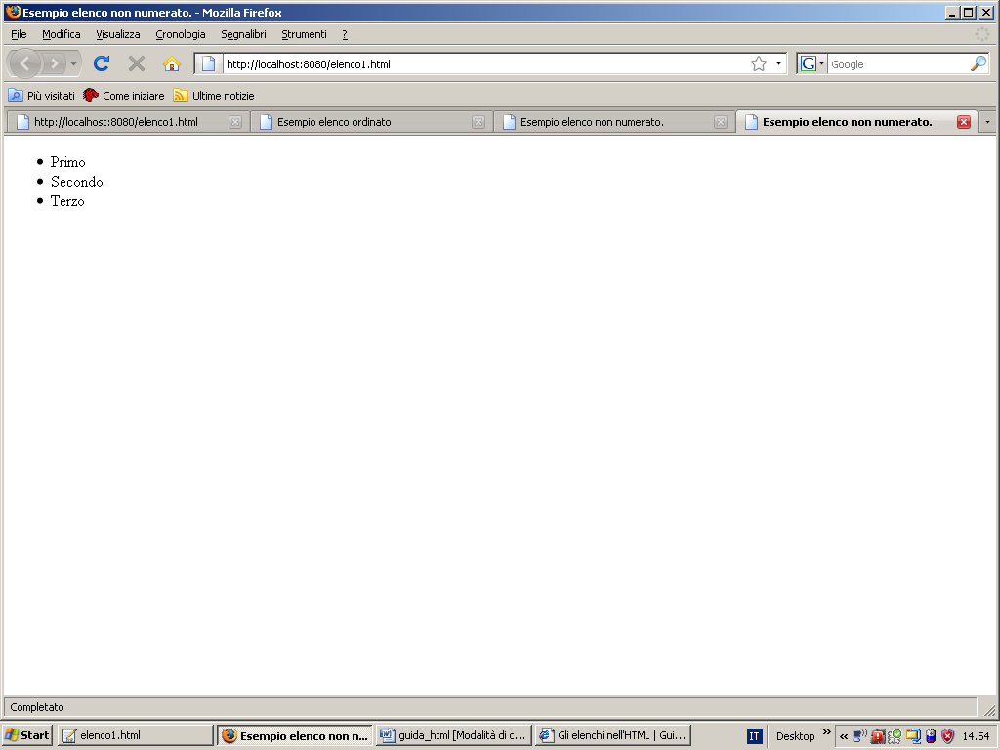 Esempio elenco non numerato. - Mozilla Firefox
File Modifica Visualizza Cronologia Segnalibri Strumenti ?
http://localhost:8080/elenco1.html G Google
Più visitati Come iniziare Ultime notizie
http://localhost:8080/elenco1.html Esempio elenco ordinato Esempio elenco non numerato. Esempio elenco non numerato.
• Primo
• Secondo
• Terzo
Completato
Start elenco1.html Esempio elenco non n... guida_html [Modalità di c... Gli elenchi nell'HTML | Gui... IT Desktop » « 14.54